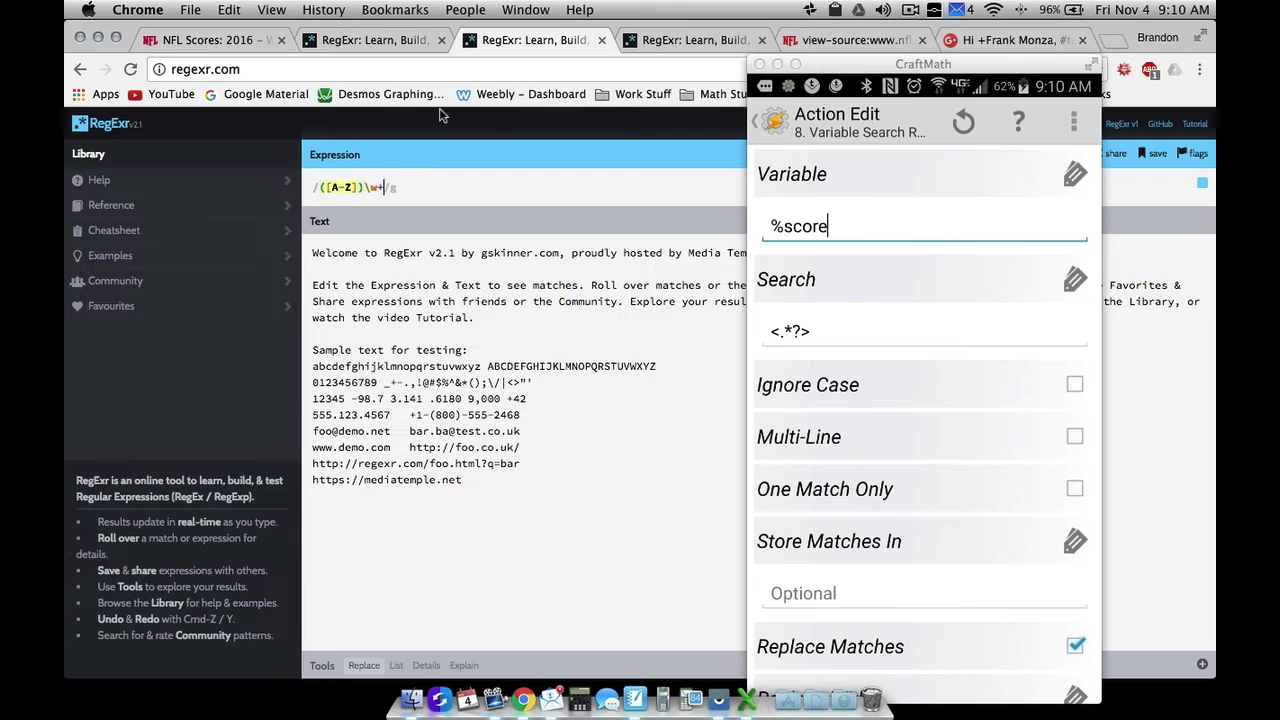 Chrome File Edit View History Bookmarks People Window Help 4 96% Fri Nov 4 9:10 AM
NFL Scores: 2016 – W × RegExr: Learn, Build, × RegExr: Learn, Build, × RegExr: Learn, Build, × view-source:www.nfl. × Hi +Frank Monza, #t × Brandon
regexr.com
Apps YouTube Google Material Desmos Graphing... Weebly – Dashboard Work Stuff Math Stu
RegExr v2.1
RegExr v1 GitHub Tutorial
Library
Help
Reference
Cheatsheet
Examples
Community
Favourites
RegExr is an online tool to learn, build, & test
Regular Expressions (RegEx / RegExp).
• Results update in real-time as you type.
• Roll over a match or expression for
details.
• Save & share expressions with others.
• Use Tools to explore your results.
• Browse the Library for help & examples.
• Undo & Redo with Cmd-Z / Y.
• Search for & rate Community patterns.
Expression
share save flags
/([A-Z])\w+/g
Text
Welcome to RegExr v2.1 by gskinner.com, proudly hosted by Media Tem
Edit the Expression & Text to see matches. Roll over matches or the
Favorites &
Share expressions with friends or the Community. Explore your resul
the Library, or
watch the video Tutorial.
Sample text for testing:
abcdefghijklmnopqrstuvwxyz ABCDEFGHIJKLMNOPQRSTUVWXYZ
0123456789 _+-.,!@#$%^&*();\/|<>"'
12345 -98.7 3.141 .6180 9,000 +42
555.123.4567 +1-(800)-555-2468
foo@demo.net bar.ba@test.co.uk
www.demo.com http://foo.co.uk/
http://regexr.com/foo.html?q=bar
https://mediatemple.net
Tools Replace List Details Explain
CraftMath
4G 62% 9:10 AM
Action Edit
8. Variable Search R...
?
Variable
%score
Search
<.*?>
Ignore Case
Multi-Line
One Match Only
Store Matches In
Optional
Replace Matches